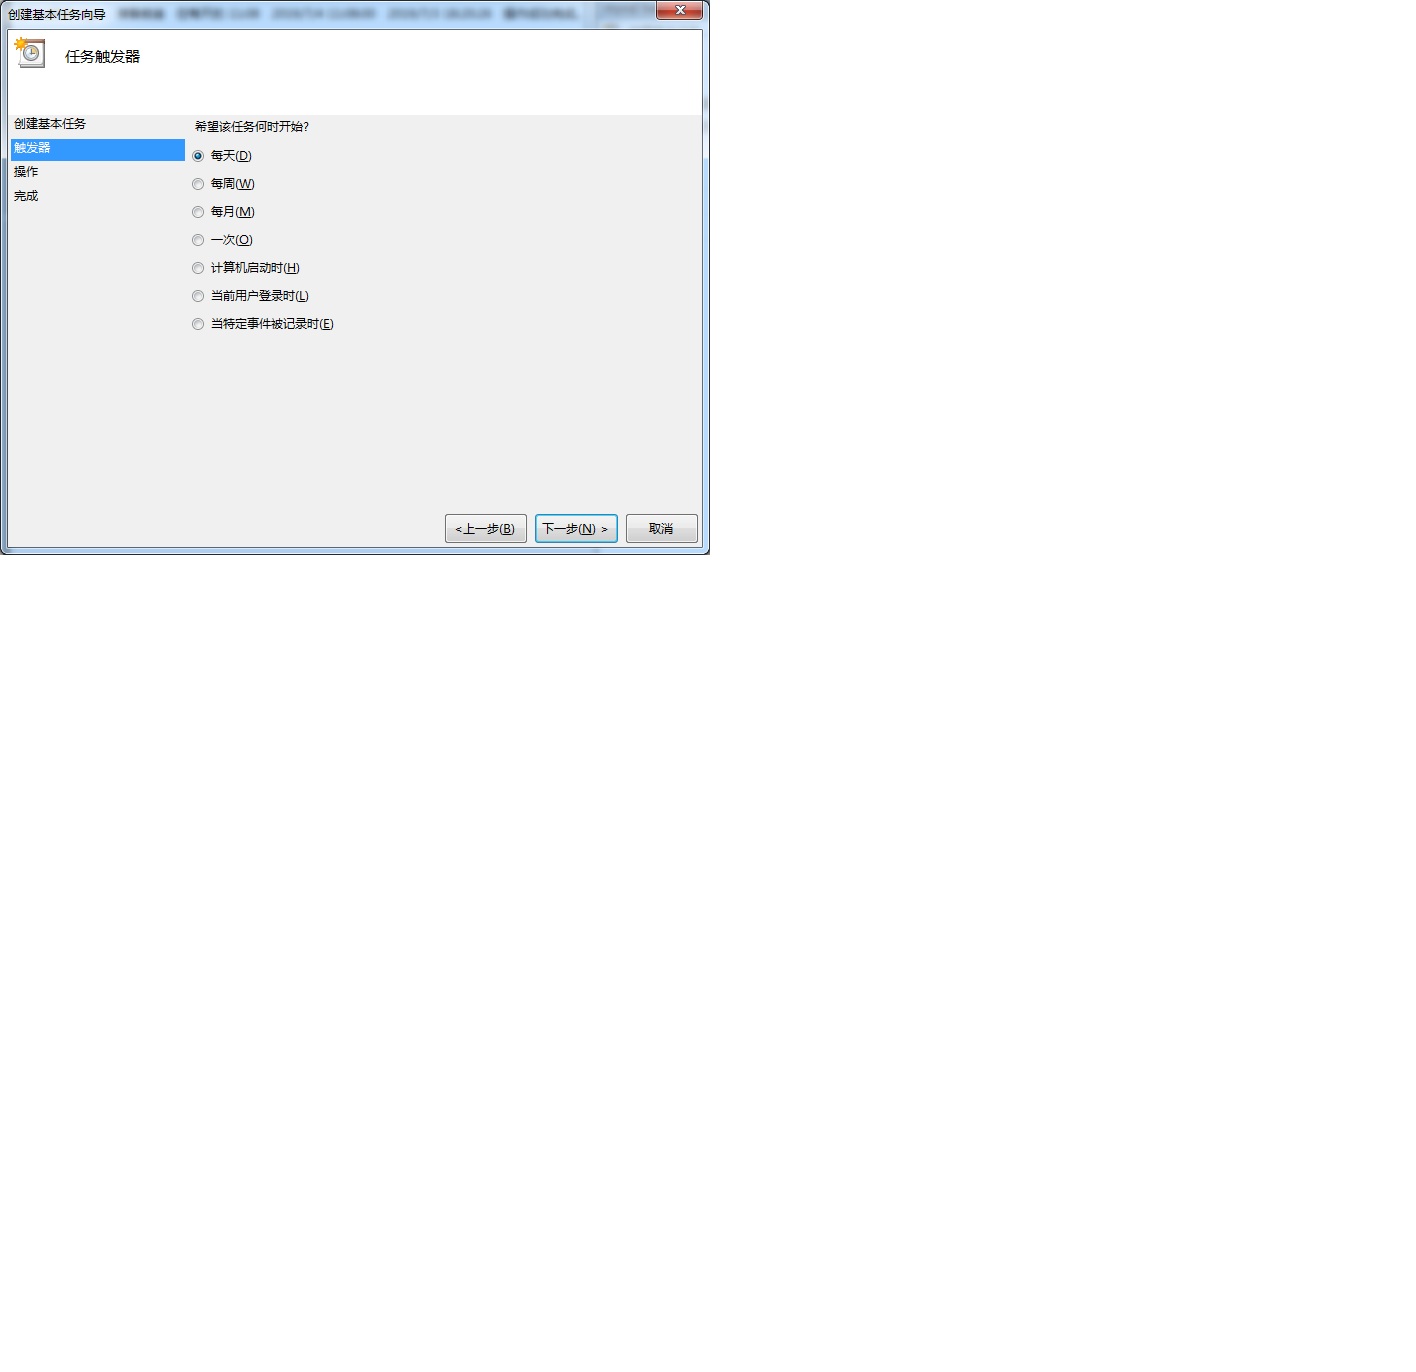 创建基本任务向导
任务触发器
创建基本任务
触发器
操作
完成
希望该任务何时开始?
每天(D)
每周(W)
每月(M)
一次(O)
计算机启动时(H)
当前用户登录时(L)
当特定事件被记录时(E)
<上一步(B)
下一步(N) >
取消